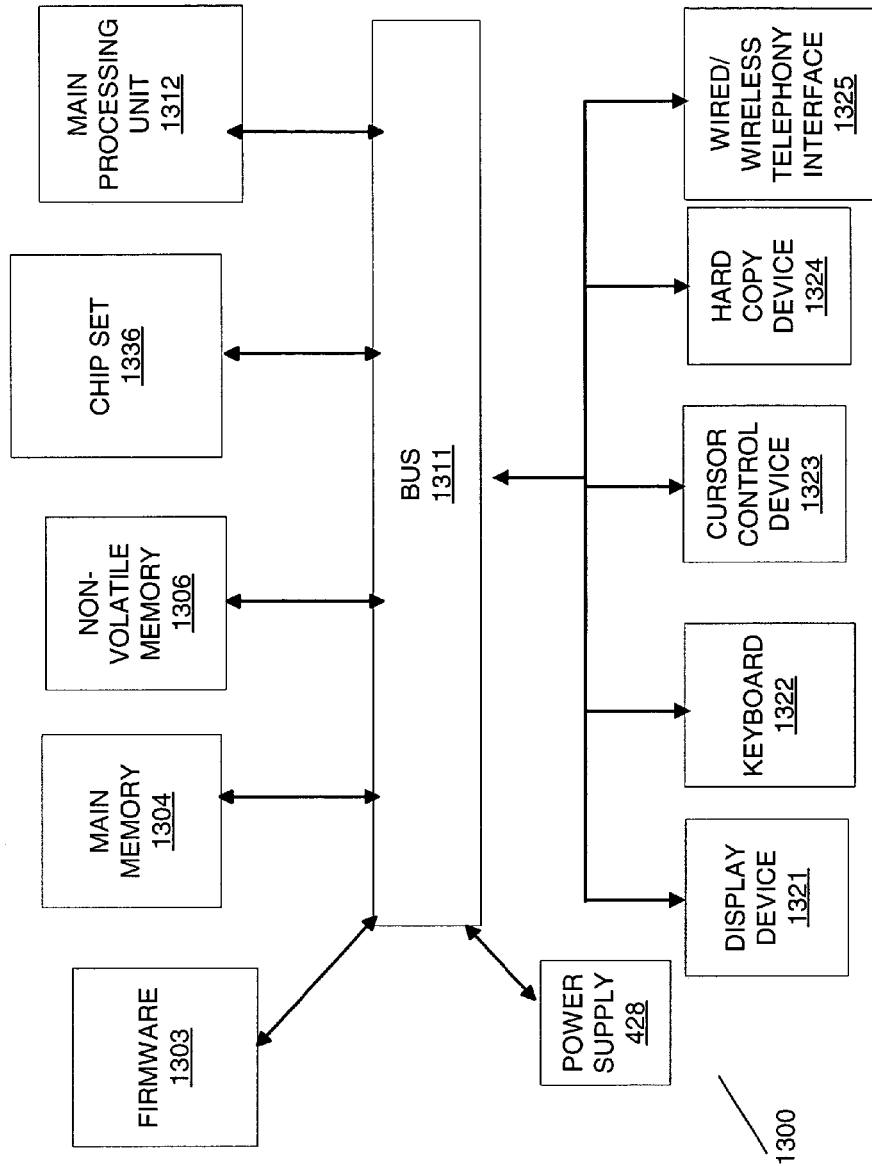 FIRMWARE
1303
MAIN
MEMORY
1304
NON-
VOLATILE
MEMORY
1306
CHIP SET
1336
MAIN
PROCESSING
UNIT
1312
BUS
1311
POWER
SUPPLY
428
DISPLAY
DEVICE
1321
KEYBOARD
1322
CURSOR
CONTROL
DEVICE
1323
HARD
COPY
DEVICE
1324
WIRED/
WIRELESS
TELEPHONY
INTERFACE
1325
1300